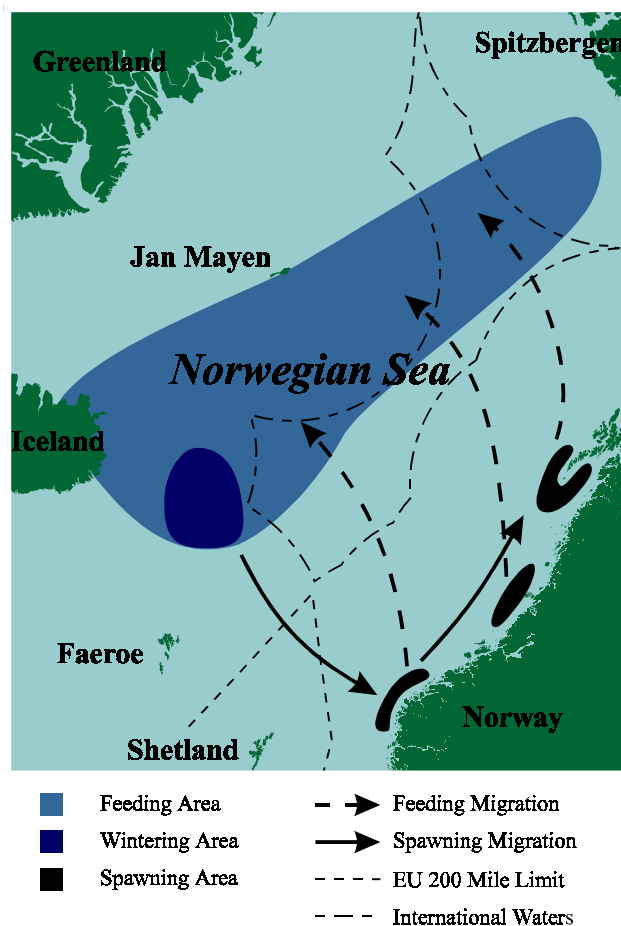 Greenland
Spitzbergen
Jan Mayen
Norwegian Sea
Iceland
Faeroe
Norway
Shetland
Feeding Area
Feeding Migration
Wintering Area
Spawning Migration
Spawning Area
EU 200 Mile Limit
International Waters